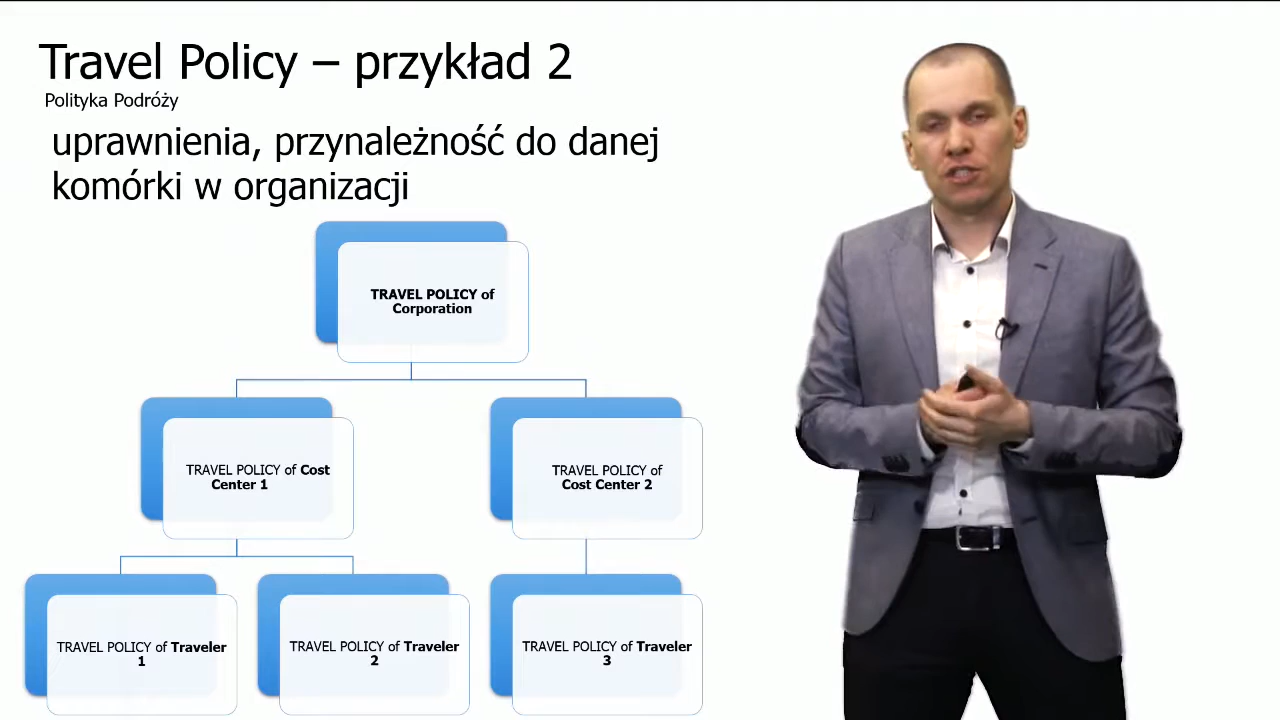 Travel Policy – przykład 2
Polityka Podróży
uprawnienia, przynależność do danej
komórki w organizacji
TRAVEL POLICY of
Corporation
TRAVEL POLICY of Cost
Center 1
TRAVEL POLICY of
Cost Center 2
TRAVEL POLICY of Traveler
1
TRAVEL POLICY of Traveler
2
TRAVEL POLICY of Traveler
3